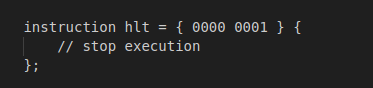 instruction hlt = { 0000 0001 } {
    // stop execution
};